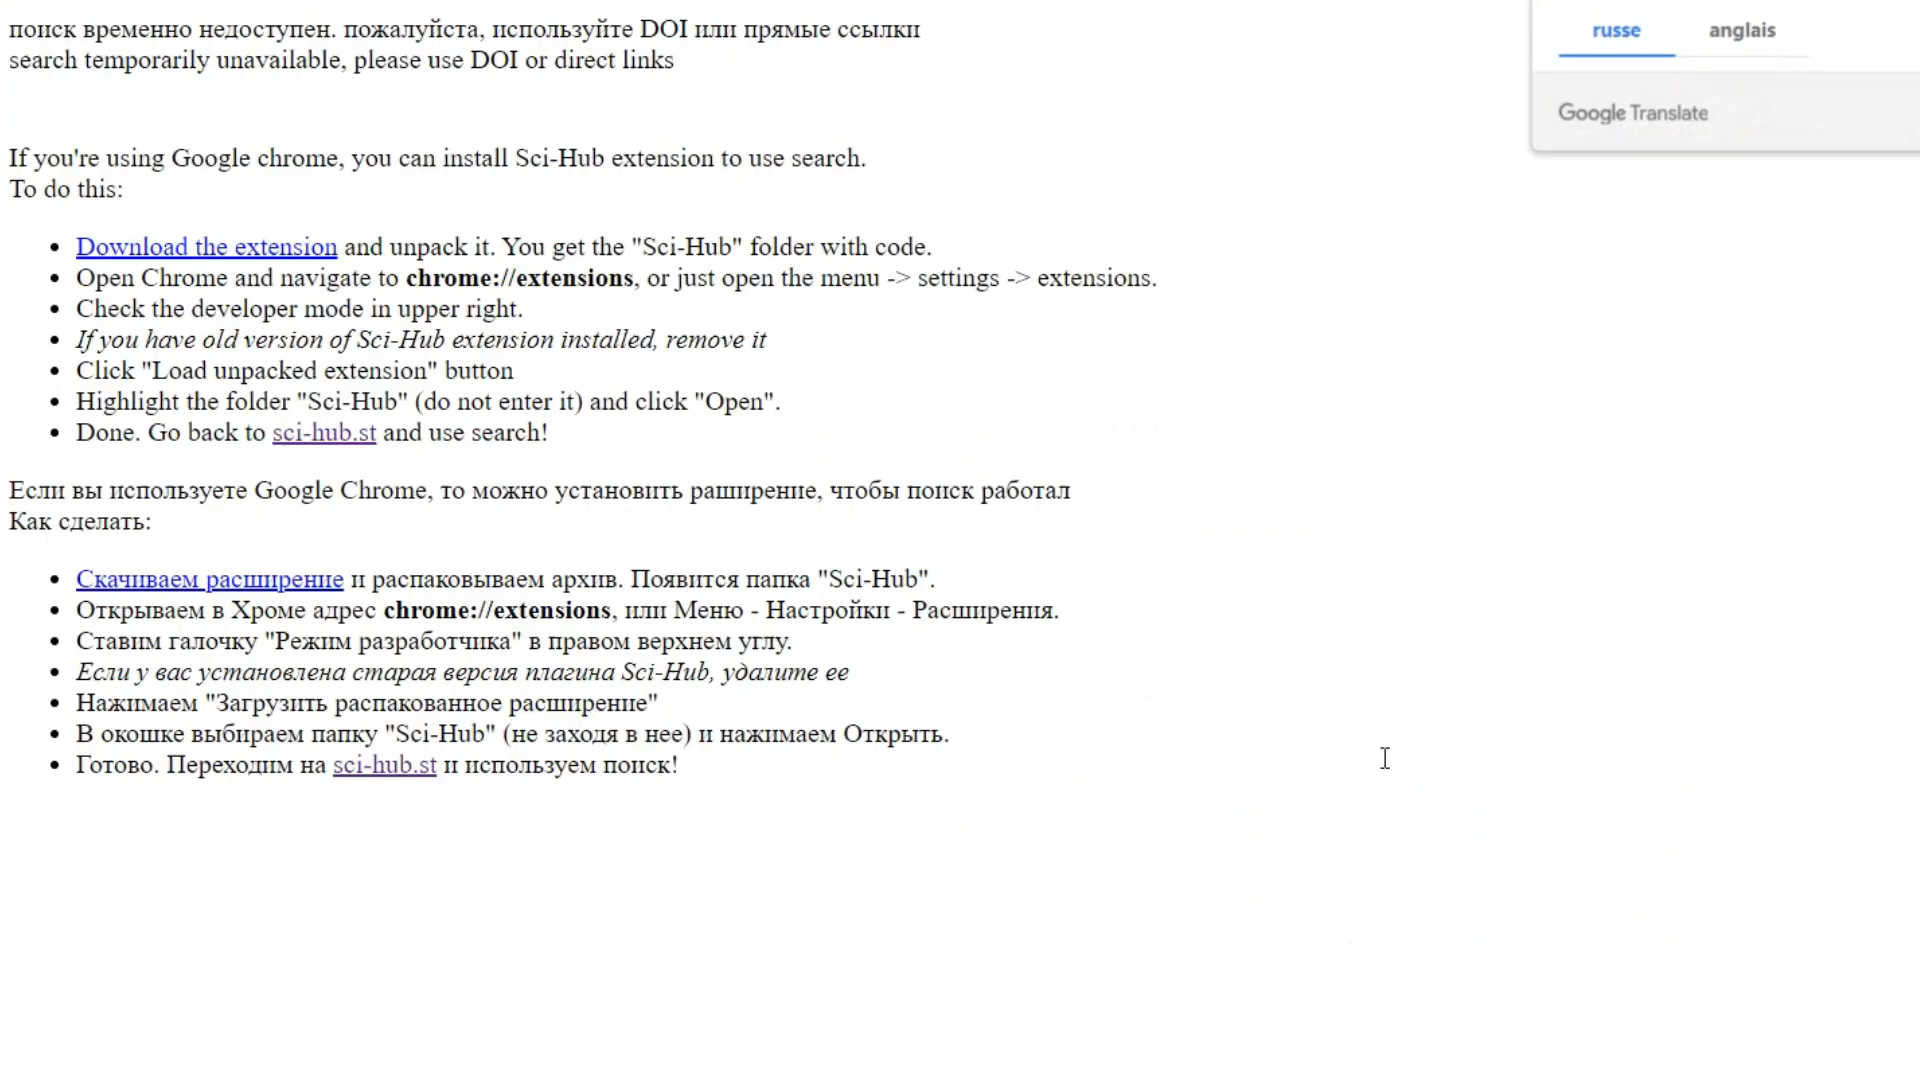 поиск временно недоступен. пожалуйста, используйте DOI или прямые ссылки
search temporarily unavailable, please use DOI or direct links
russe anglais
Google Translate
If you're using Google chrome, you can install Sci-Hub extension to use search.
To do this:
Download the extension and unpack it. You get the "Sci-Hub" folder with code.
Open Chrome and navigate to chrome://extensions, or just open the menu -> settings -> extensions.
Check the developer mode in upper right.
If you have old version of Sci-Hub extension installed, remove it
Click "Load unpacked extension" button
Highlight the folder "Sci-Hub" (do not enter it) and click "Open".
Done. Go back to sci-hub.st and use search!
Если вы используете Google Chrome, то можно установить раширение, чтобы поиск работал
Как сделать:
Скачиваем расширение и распаковываем архив. Появится папка "Sci-Hub".
Открываем в Хроме адрес chrome://extensions, или Меню - Настройки - Расширения.
Ставим галочку "Режим разработчика" в правом верхнем углу.
Если у вас установлена старая версия плагина Sci-Hub, удалите ее
Нажимаем "Загрузить распакованное расширение"
В окошке выбираем папку "Sci-Hub" (не заходя в нее) и нажимаем Открыть.
Готово. Переходим на sci-hub.st и используем поиск!